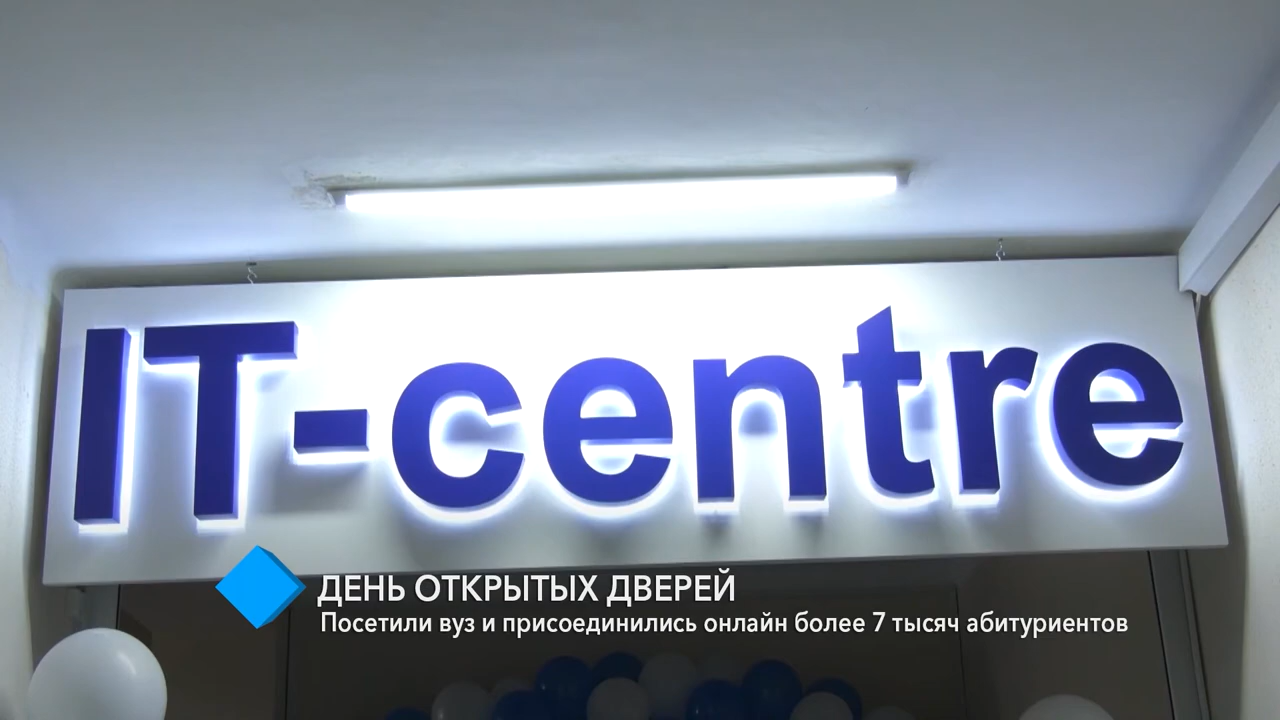 IT-centre
ДЕНЬ ОТКРЫТЫХ ДВЕРЕЙ
Посетили вуз и присоединились онлайн более 7 тысяч абитуриентов